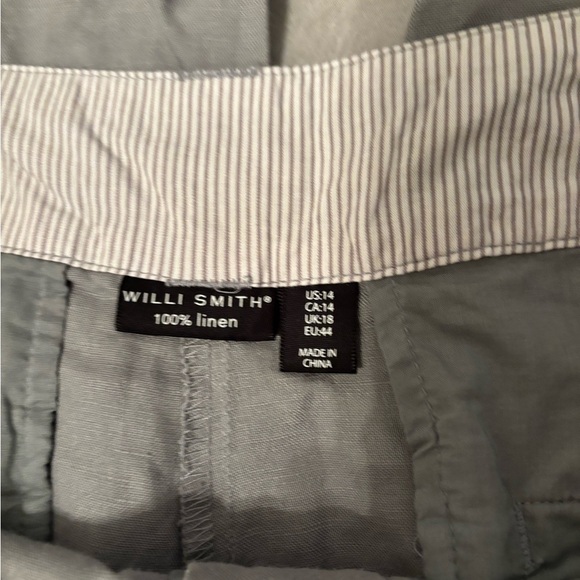 WILLI SMITH®
100% linen
US:14
CA:14
UK:18
EU:44
MADE IN
CHINA